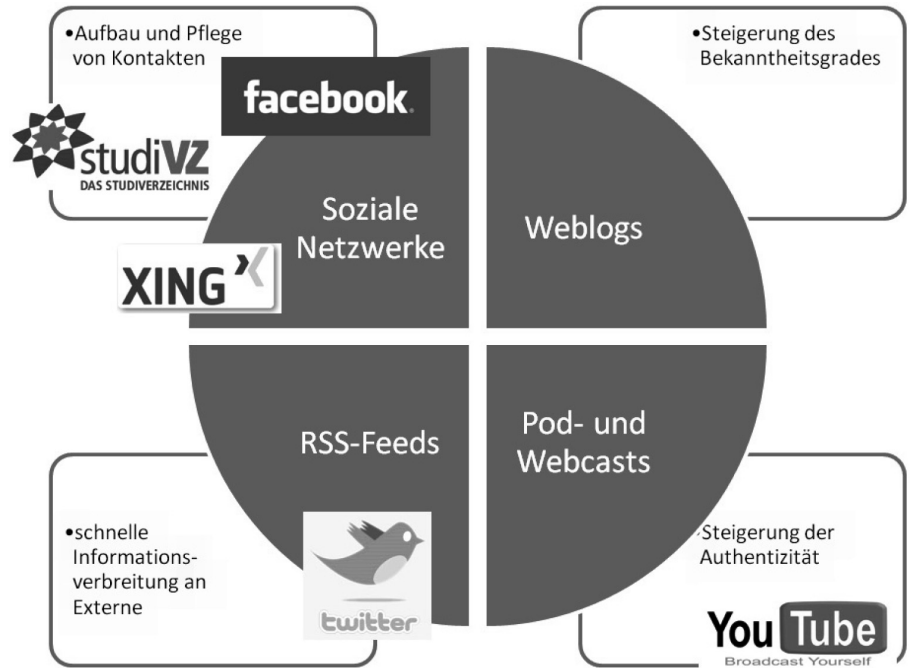 •Aufbau und Pflege
von Kontakten
facebook.
studiVZ
DAS STUDIVERZEICHNIS
XING
Soziale
Netzwerke
•Steigerung des
Bekanntheitsgrades
Weblogs
RSS-Feeds
•schnelle
Informations-
verbreitung an
Externe
twitter
Pod- und
Webcasts
•Steigerung der
Authentizität
You Tube
Broadcast Yourself